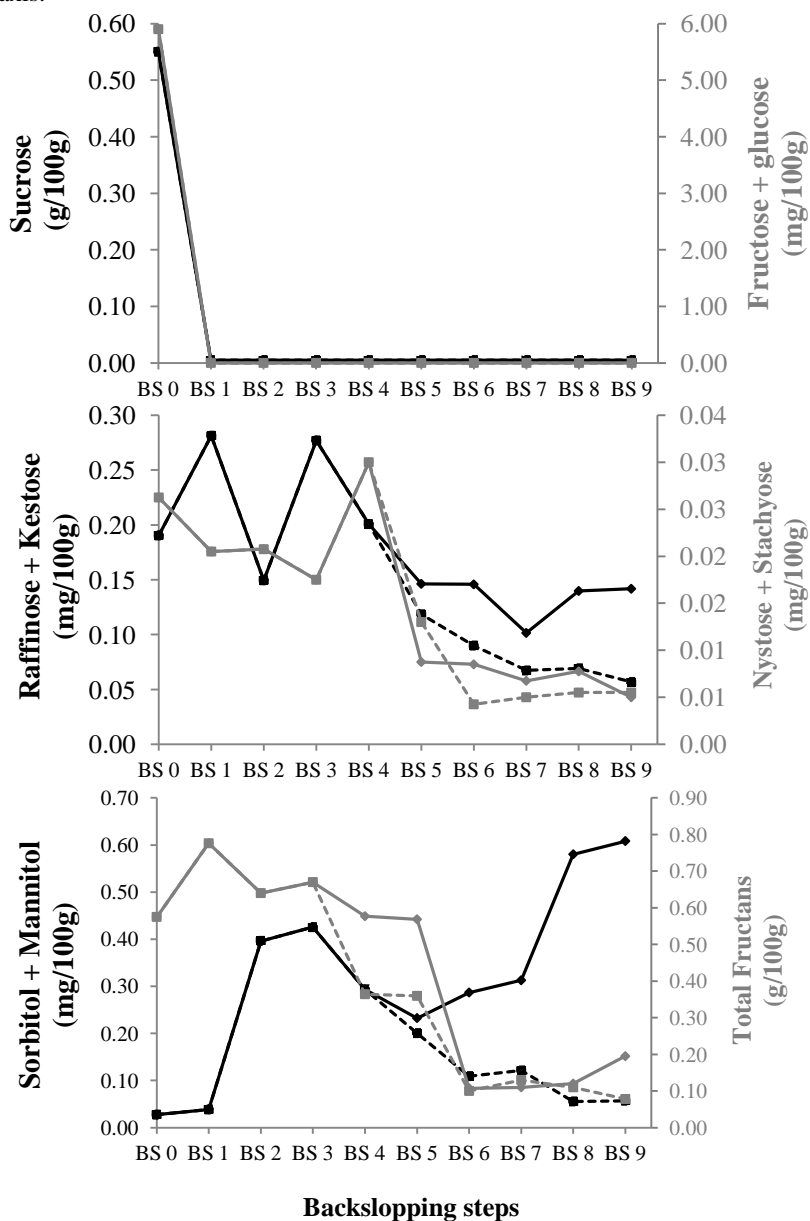 Sucrose
(g/100g)
0.60
0.50
0.40
0.30
0.20
0.10
0.00
6.00
5.00
4.00
3.00
2.00
1.00
0.00
Fructose + glucose
(mg/100g)
BS 0 BS 1 BS 2 BS 3 BS 4 BS 5 BS 6 BS 7 BS 8 BS 9
Raffinose + Kestose
(mg/100g)
0.30
0.25
0.20
0.15
0.10
0.05
0.00
0.04
0.03
0.03
0.02
0.02
0.01
0.01
0.00
Nystose + Stachyose
(mg/100g)
BS 0 BS 1 BS 2 BS 3 BS 4 BS 5 BS 6 BS 7 BS 8 BS 9
Sorbitol + Mannitol
(mg/100g)
0.70
0.60
0.50
0.40
0.30
0.20
0.10
0.00
0.90
0.80
0.70
0.60
0.50
0.40
0.30
0.20
0.10
0.00
Total Fructans
(g/100g)
BS 0 BS 1 BS 2 BS 3 BS 4 BS 5 BS 6 BS 7 BS 8 BS 9
Backslopping steps